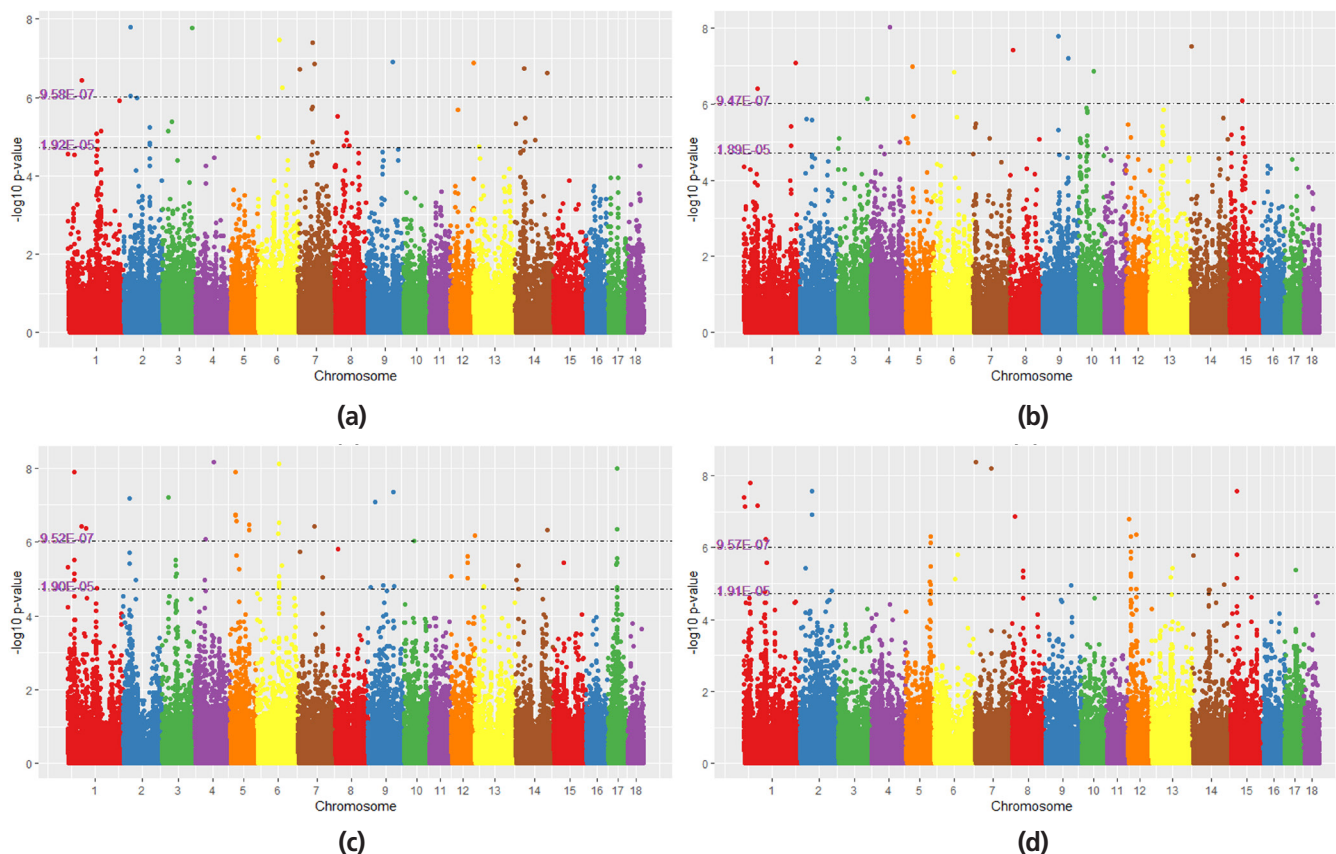 8
6
4
2
0
-log10 p-value
9.58E-07
1.92E-05
1 2 3 4 5 6 7 8 9 10 11 12 13 14 15 16 17 18
Chromosome
(a)
8
6
4
2
0
-log10 p-value
9.47E-07
1.89E-05
1 2 3 4 5 6 7 8 9 10 11 12 13 14 15 16 17 18
Chromosome
(b)
8
6
4
2
0
-log10 p-value
9.52E-07
1.90E-05
1 2 3 4 5 6 7 8 9 10 11 12 13 14 15 16 17 18
Chromosome
(c)
8
6
4
2
0
-log10 p-value
9.57E-07
1.91E-05
1 2 3 4 5 6 7 8 9 10 11 12 13 14 15 16 17 18
Chromosome
(d)